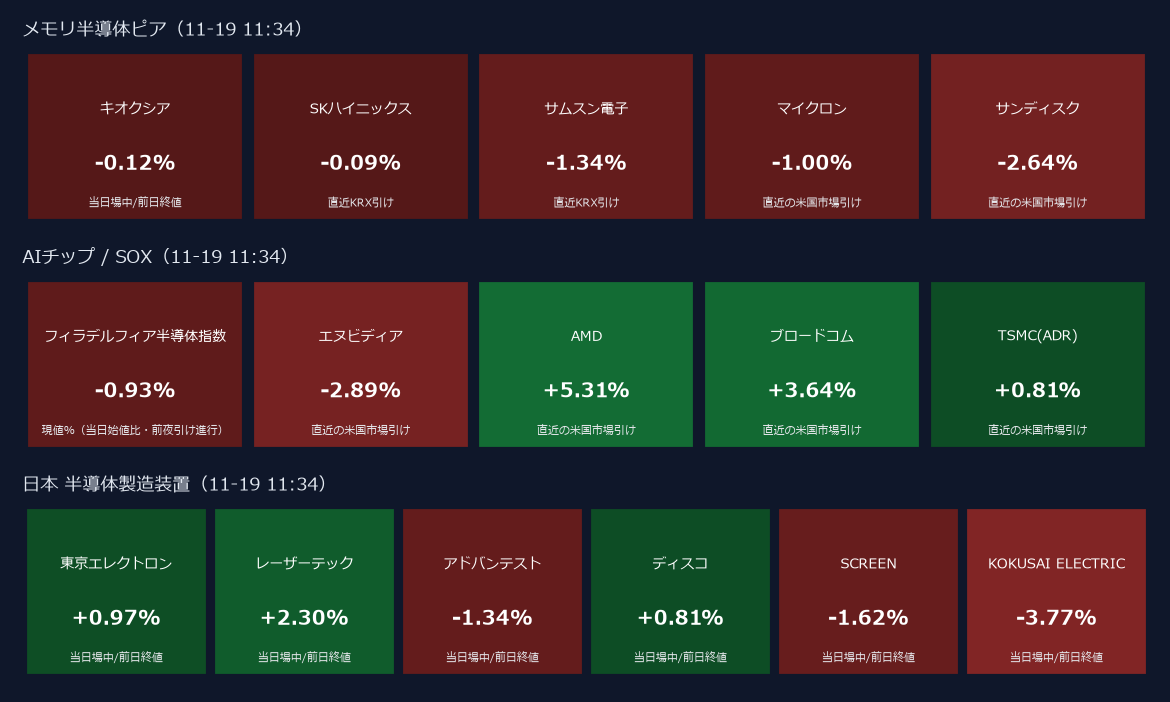 メモリ半導体ピア（11-19 11:34）
キオクシア
-0.12%
当日場中/前日終値
SKハイニックス
-0.09%
直近KRX引け
サムスン電子
-1.34%
直近KRX引け
マイクロン
-1.00%
直近の米国市場引け
サンディスク
-2.64%
直近の米国市場引け
AIチップ / SOX（11-19 11:34）
フィラデルフィア半導体指数
-0.93%
現値%（当日始値比・前夜引け進行）
エヌビディア
-2.89%
直近の米国市場引け
AMD
+5.31%
直近の米国市場引け
ブロードコム
+3.64%
直近の米国市場引け
TSMC(ADR)
+0.81%
直近の米国市場引け
日本 半導体製造装置（11-19 11:34）
東京エレクトロン
+0.97%
当日場中/前日終値
レーザーテック
+2.30%
当日場中/前日終値
アドバンテスト
-1.34%
当日場中/前日終値
ディスコ
+0.81%
当日場中/前日終値
SCREEN
-1.62%
当日場中/前日終値
KOKUSAI ELECTRIC
-3.77%
当日場中/前日終値